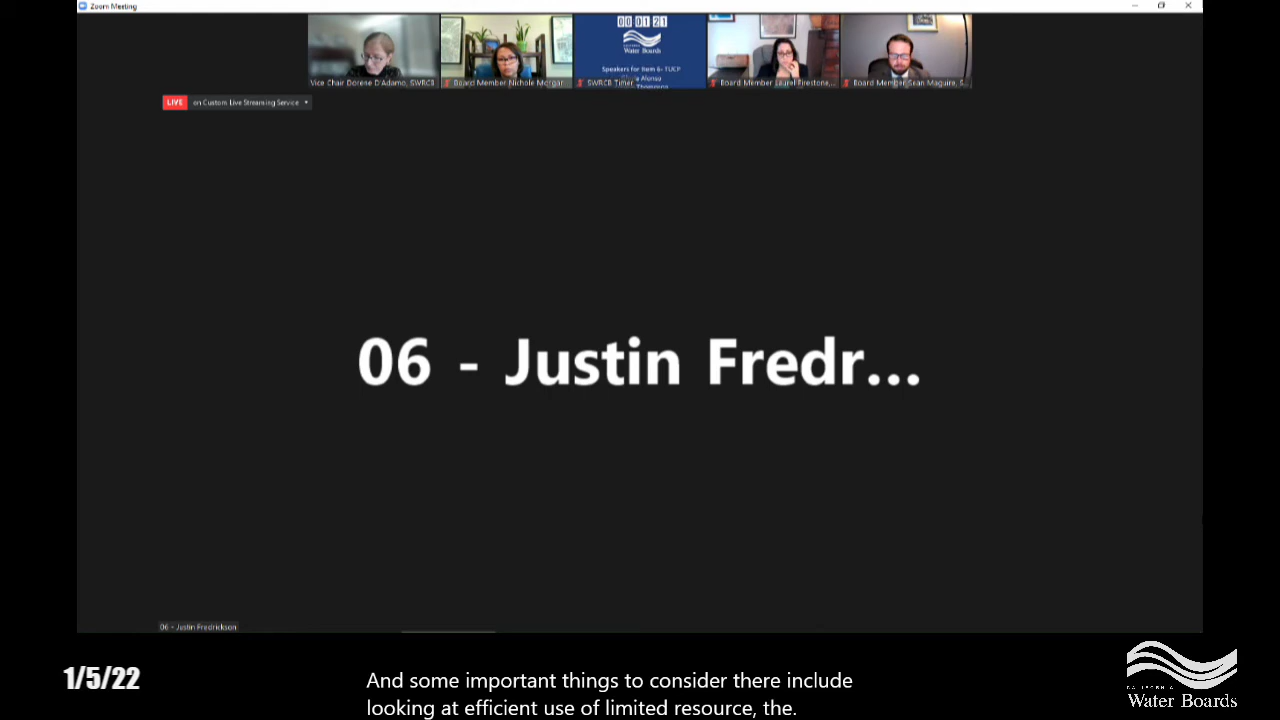 Zoom Meeting
00 01 21
Water Boards
Speakers for Item 6- TUCP
Alonso
Thompson
Vice Chair Dorene D'Adamo, SWRCB
Board Member Nichole Morgan...
SWRCB Timer
Board Member Laurel Firestone,...
Board Member Sean Maguire, S...
LIVE on Custom Live Streaming Service
06 - Justin Fredr...
06 - Justin Fredrickson
1/5/22
And some important things to consider there include
looking at efficient use of limited resource, the.
CALIFORNIA
Water Boards